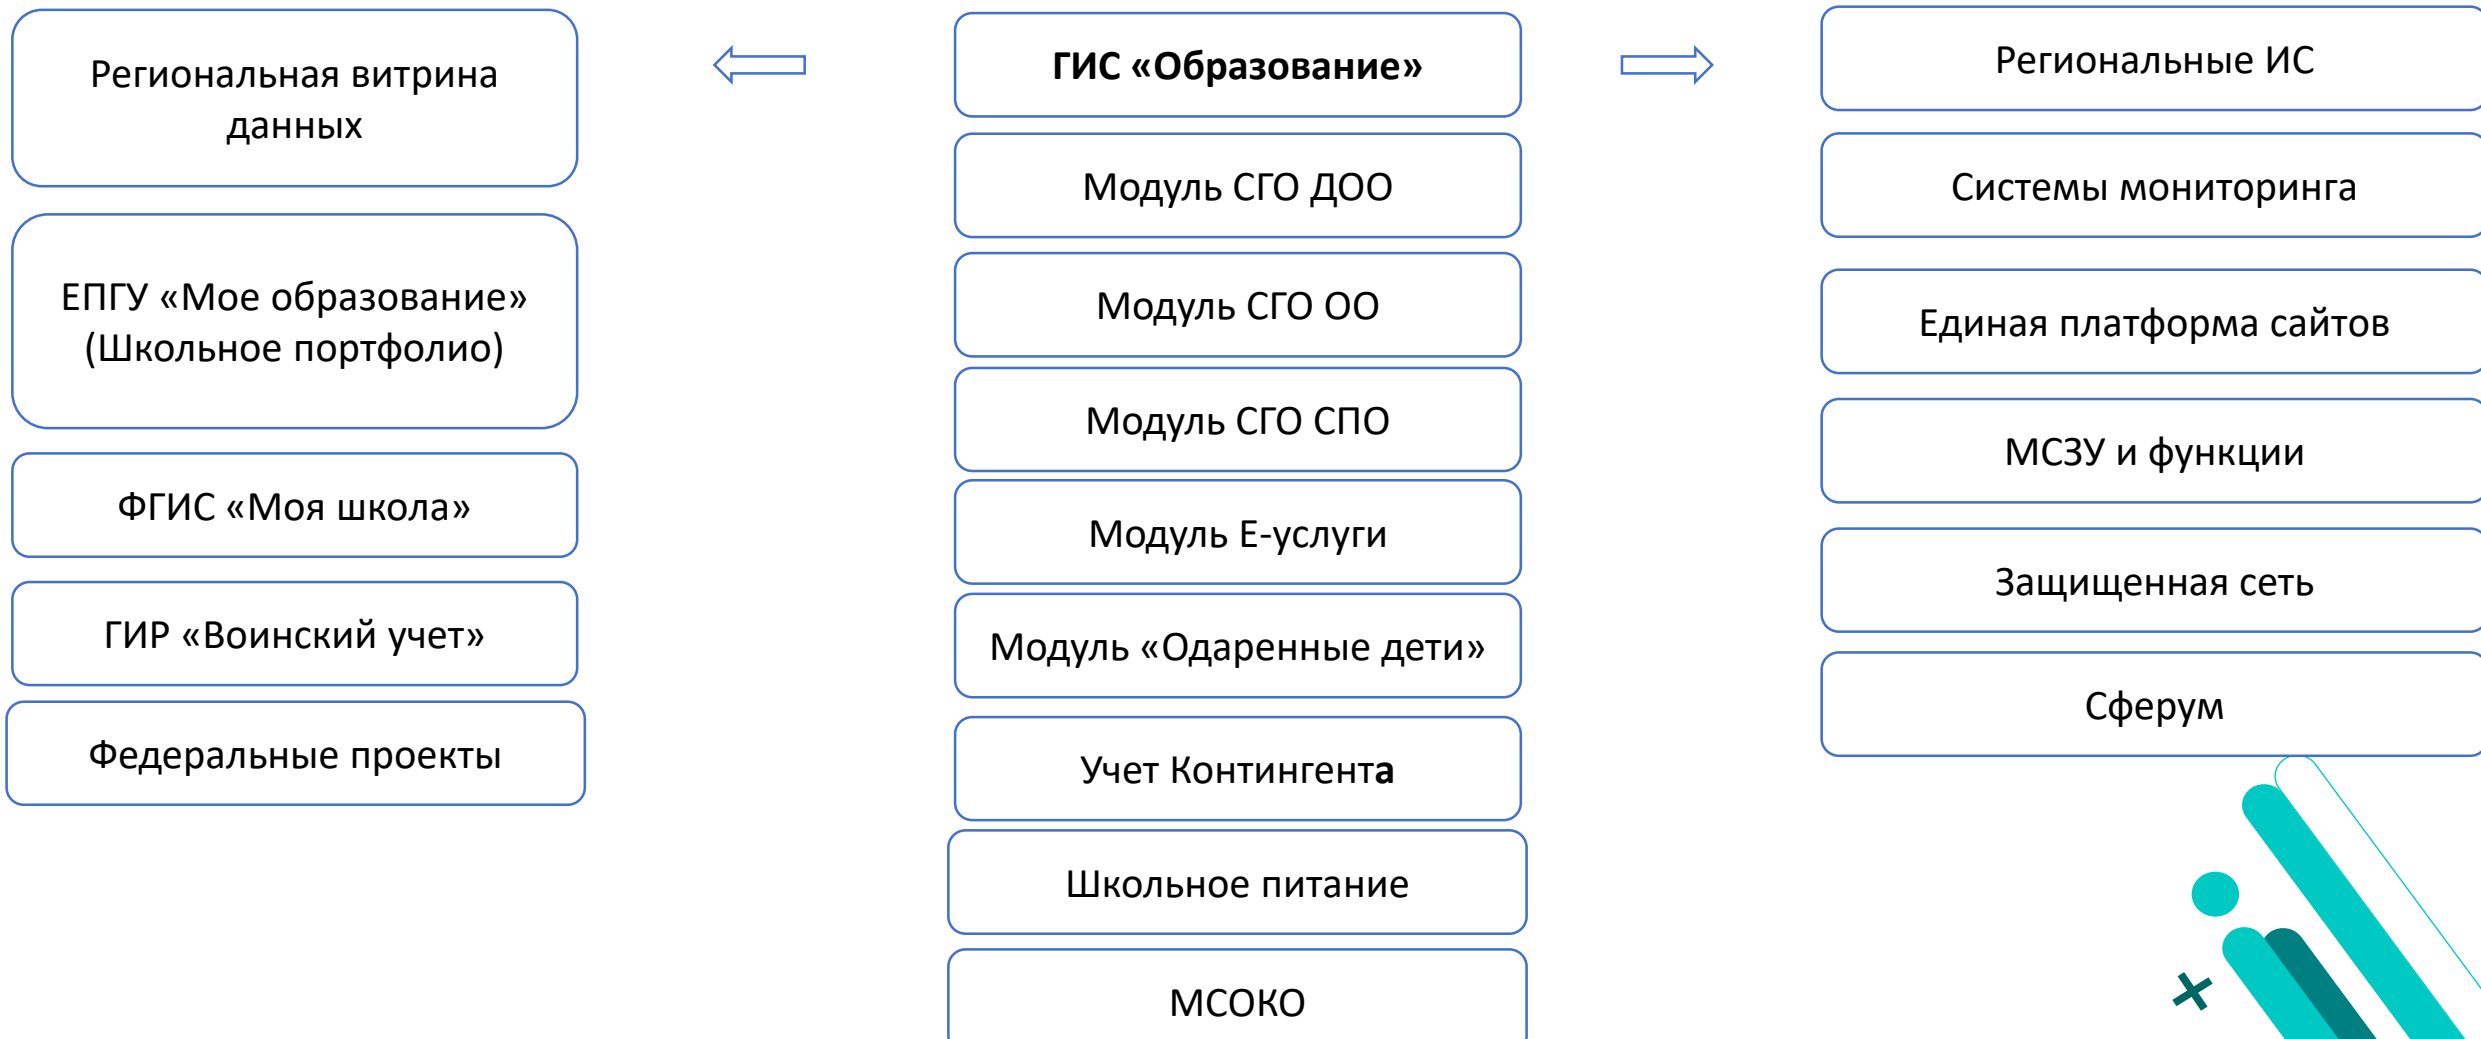 Региональная витрина
данных
ЕПГУ «Мое образование»
(Школьное портфолио)
ФГИС «Моя школа»
ГИР «Воинский учет»
Федеральные проекты
ГИС «Образование»
Модуль СГО ДОО
Модуль СГО ОО
Модуль СГО СПО
Модуль Е-услуги
Модуль «Одаренные дети»
Учет Контингента
Школьное питание
МСОКО
Региональные ИС
Системы мониторинга
Единая платформа сайтов
МСЗУ и функции
Защищенная сеть
Сферум